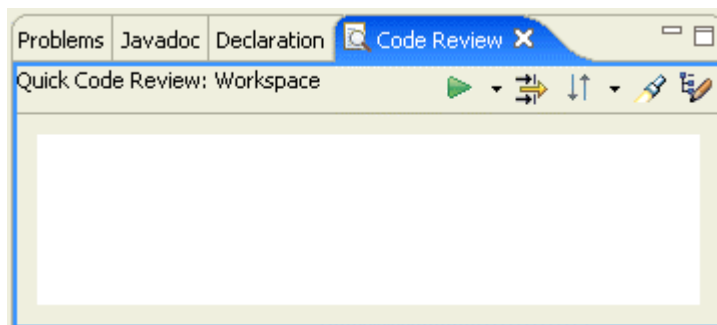 Problems Javadoc Declaration Code Review
Quick Code Review: Workspace